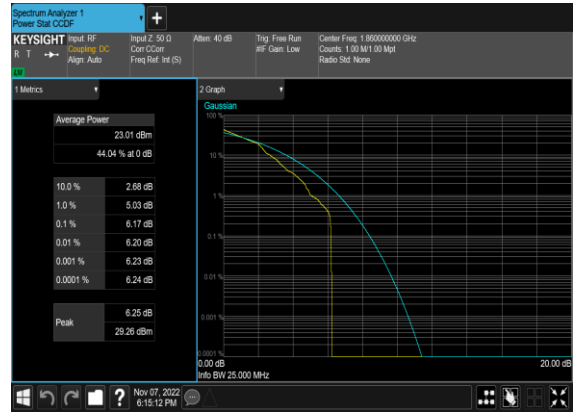 Spectrum Analyzer 1
Power Stat CCDF
KEYSIGHT
R T
LXI
Input: RF
Coupling: DC
Align: Auto
Input Z: 50 Ω
Corr CCorr
Freq Ref: Int (S)
Atten: 40 dB
Trig: Free Run
#IF Gain: Low
Center Freq: 1.860000000 GHz
Counts: 1.00 M/1.00 Mpt
Radio Std: None
1 Metrics
Average Power
23.01 dBm
44.04 % at 0 dB
10.0 % 2.68 dB
1.0 % 5.03 dB
0.1 % 6.17 dB
0.01 % 6.20 dB
0.001 % 6.23 dB
0.0001 % 6.24 dB
Peak
6.25 dB
29.26 dBm
2 Graph
Gaussian
100 %
10 %
1 %
0.1 %
0.01 %
0.001 %
0.0001 %
0.00 dB
20.00 dB
Info BW 25.000 MHz
?
Nov 07, 2022
6:15:12 PM